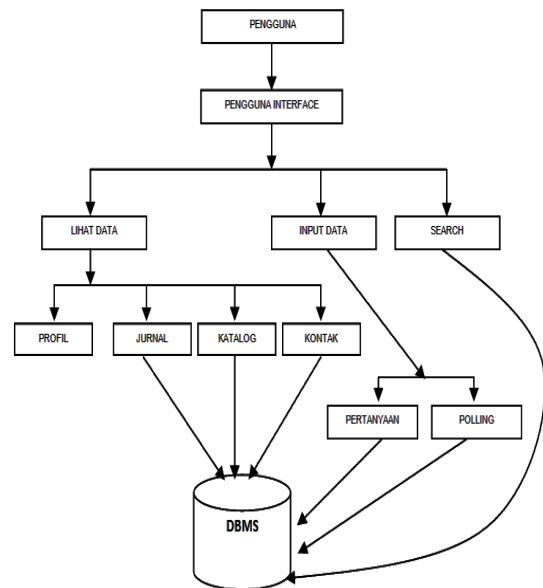 PENGGUNA
PENGGUNA INTERFACE
LIHAT DATA
INPUT DATA
SEARCH
PROFIL
JURNAL
KATALOG
KONTAK
PERTANYAAN
POLLING
DBMS